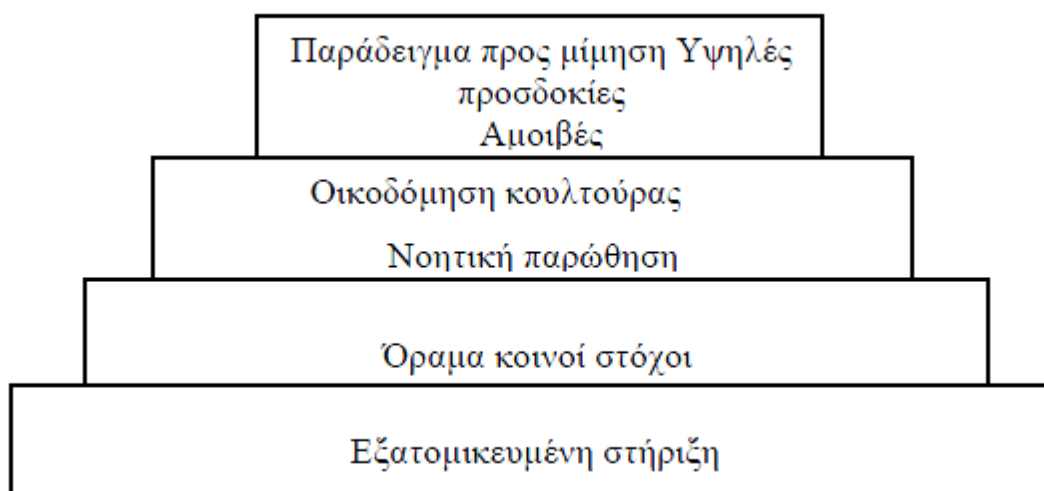 Παράδειγμα προς μίμηση Υψηλές
προσδοκίες
Αμοιβές
Οικοδόμηση κουλτούρας
Νοητική παρώθηση
Όραμα κοινοί στόχοι
Εξατομικευμένη στήριξη